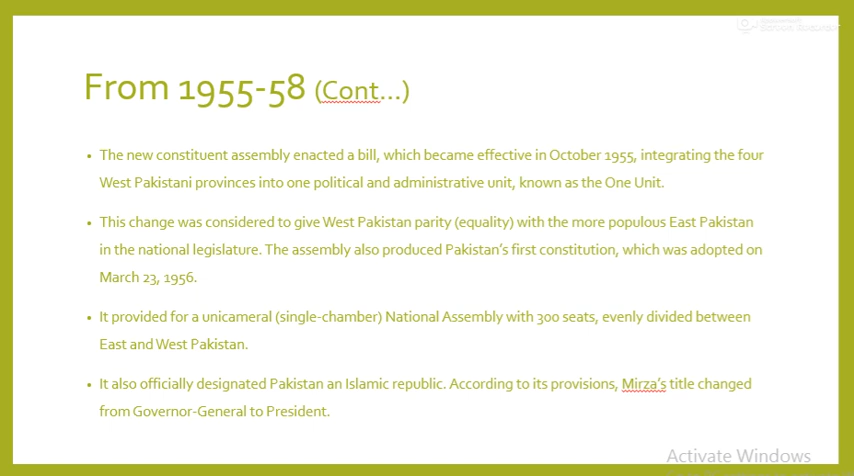 From 1955-58 (Cont...)
• The new constituent assembly enacted a bill, which became effective in October 1955, integrating the four
West Pakistani provinces into one political and administrative unit, known as the One Unit.
• This change was considered to give West Pakistan parity (equality) with the more populous East Pakistan
in the national legislature. The assembly also produced Pakistan's first constitution, which was adopted on
March 23, 1956.
• It provided for a unicameral (single-chamber) National Assembly with 300 seats, evenly divided between
East and West Pakistan.
• It also officially designated Pakistan an Islamic republic. According to its provisions, Mirza's title changed
from Governor-General to President.
Activate Windows